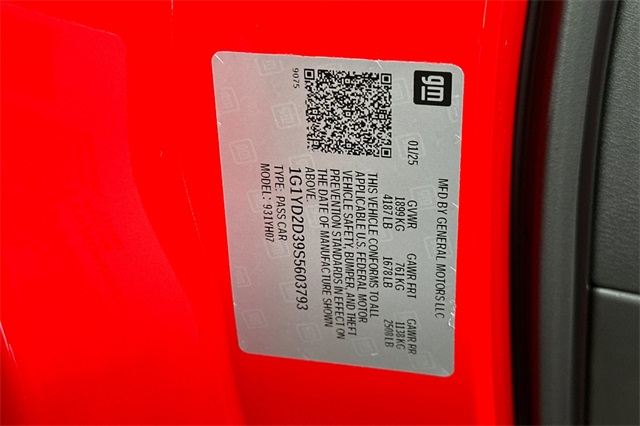 gm
MFD BY GENERAL MOTORS LLC
01/25
GVWR GAWR FRT GAWR RR
1899KG 761KG 1138KG
4187LB 1678LB 2508LB
THIS VEHICLE CONFORMS TO ALL
APPLICABLE U.S. FEDERAL MOTOR
VEHICLE SAFETY, BUMPER, AND THEFT
PREVENTION STANDARDS IN EFFECT ON
THE DATE OF MANUFACTURE SHOWN
ABOVE.
1G1YD2D39S5603793
TYPE: PASS CAR
MODEL: 931YH07
9075